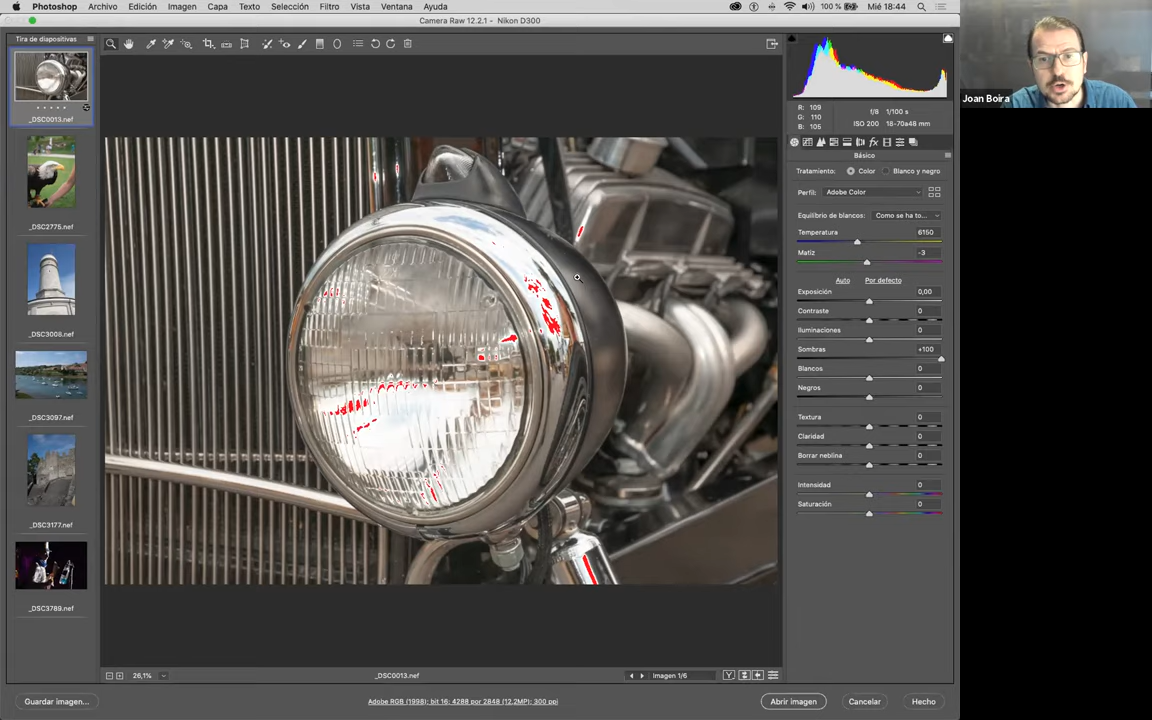 Photoshop Archivo Edición Imagen Capa Texto Selección Filtro Vista Ventana Ayuda 100 % Mié 18:44
Camera Raw 12.2.1 - Nikon D300
Tira de diapositivas
_DSC0013.nef
_DSC2775.nef
_DSC3008.nef
_DSC3097.nef
_DSC3177.nef
_DSC3789.nef
R: 109
G: 110
B: 105
f/8 1/100 s
ISO 200 18-70a48 mm
Básico
Tratamiento: Color Blanco y negro
Perfil: Adobe Color
Equilibrio de blancos: Como se ha to...
Temperatura 6150
Matiz -3
Auto Por defecto
Exposición 0,00
Contraste 0
Iluminaciones 0
Sombras +100
Blancos 0
Negros 0
Textura 0
Claridad 0
Borrar neblina 0
Intensidad 0
Saturación 0
26,1% _DSC0013.nef Imagen 1/6
Guardar imagen... Adobe RGB (1998); bit 16; 4288 por 2848 (12,2MP); 300 ppi Abrir imagen Cancelar Hecho
Joan Boira